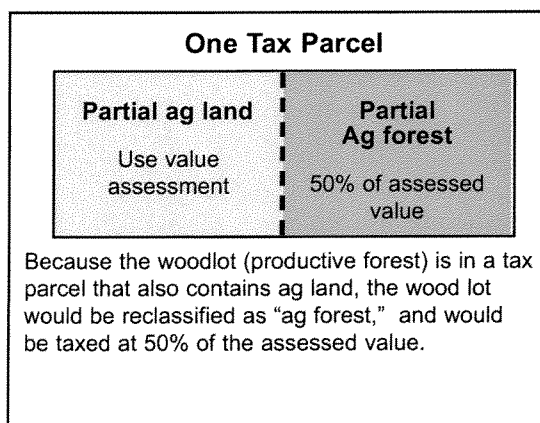 One Tax Parcel
Partial ag land
Use value
assessment
Partial
Ag forest
50% of assessed
value
Because the woodlot (productive forest) is in a tax
parcel that also contains ag land, the wood lot
would be reclassified as “ag forest,” and would
be taxed at 50% of the assessed value.